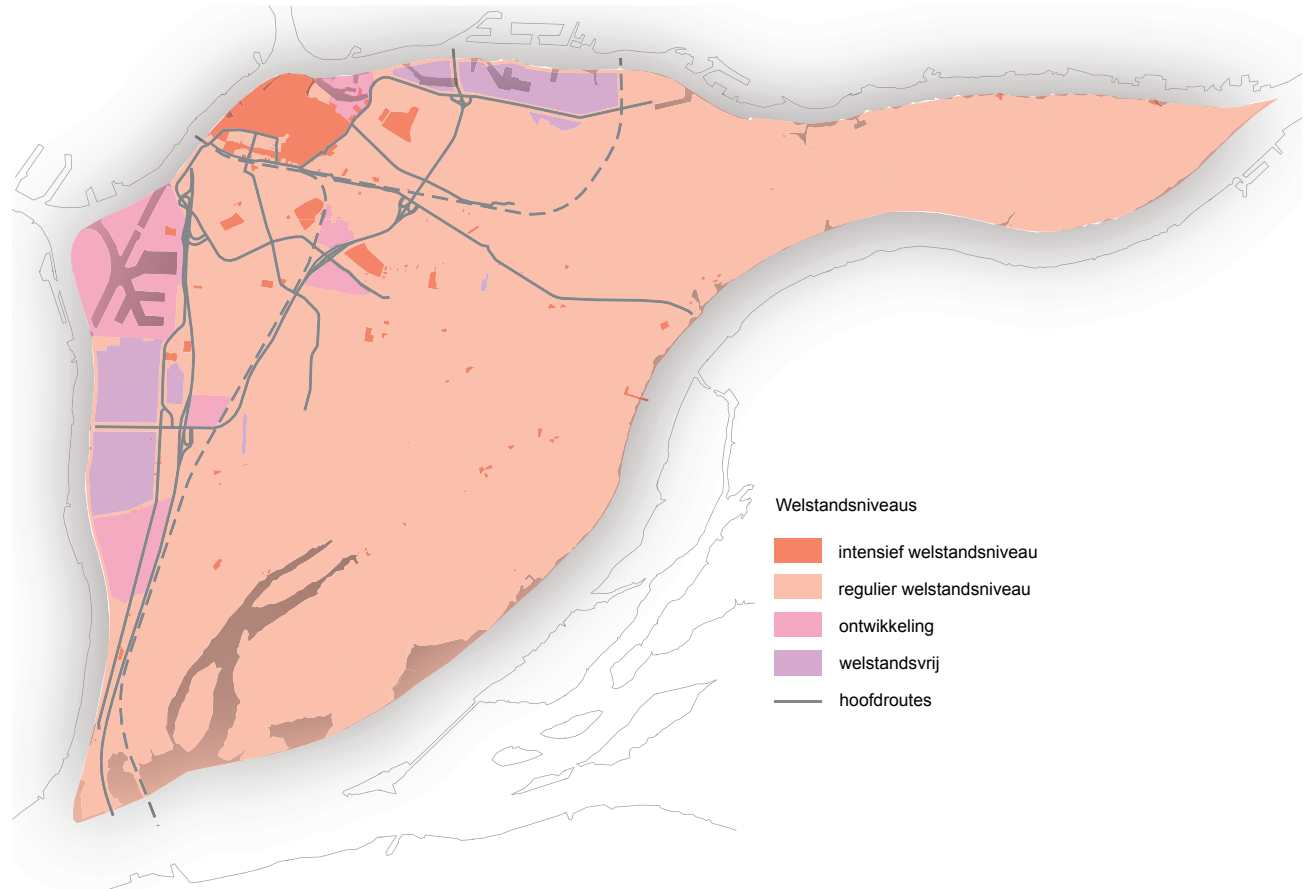 Welstandsniveaus
intensief welstandsniveau
regulier welstandsniveau
ontwikkeling
welstandsvrij
hoofdroutes